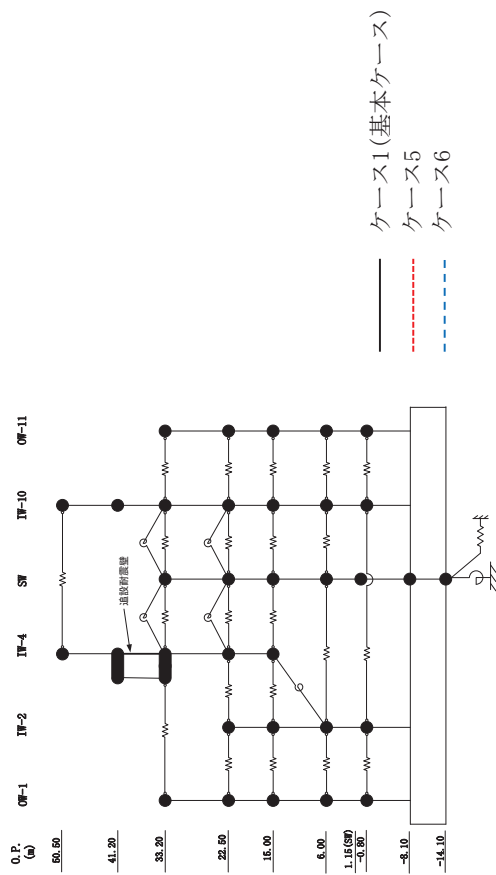 O.P.
(m)
OW-1
IW-2
IW-4
SW
IW-10
OW-11
50.50
41.20
33.20
22.50
15.00
6.00
1.15(SW)
-0.80
-8.10
-14.10
追設耐震壁
ケース1(基本ケース)
ケース5
ケース6